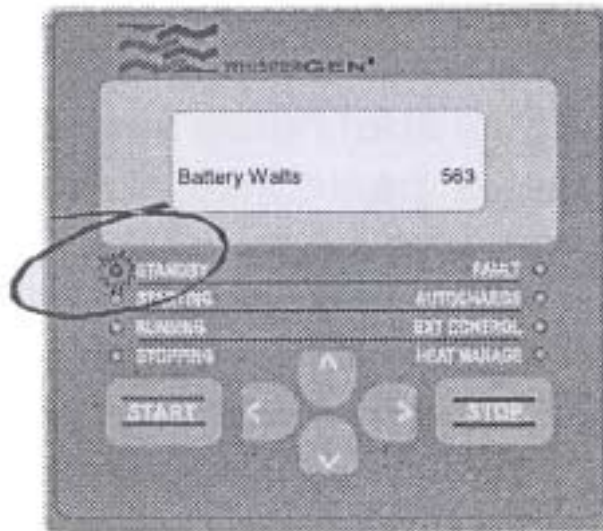 WHISPERGEN
Battery Watts 563
STANDBY FAULT
STARTING AUTOCHARGE
RUNNING EXT CONTROL
STOPPING HEAT MANAGE
START STOP